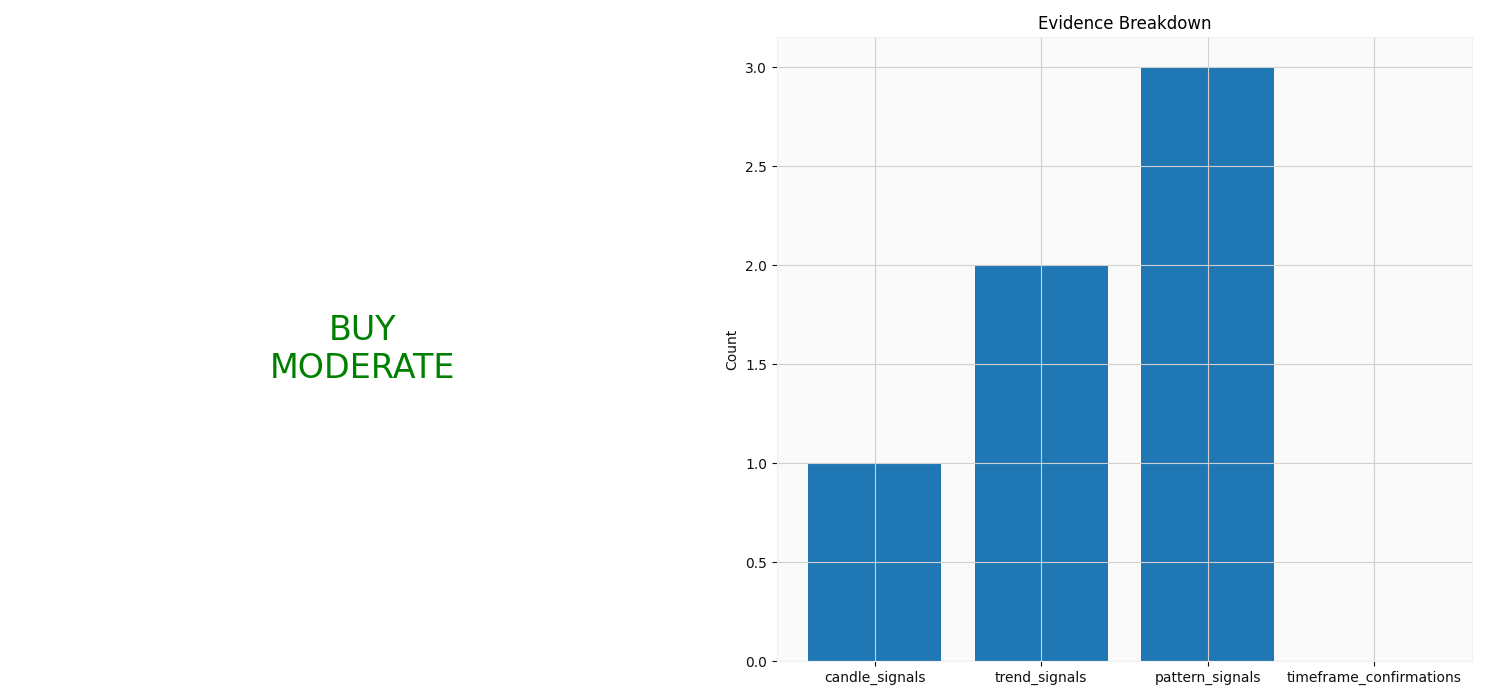 BUY
MODERATE
Evidence Breakdown
Count
3.0
2.5
2.0
1.5
1.0
0.5
0.0
candle_signals
trend_signals
pattern_signals
timeframe_confirmations